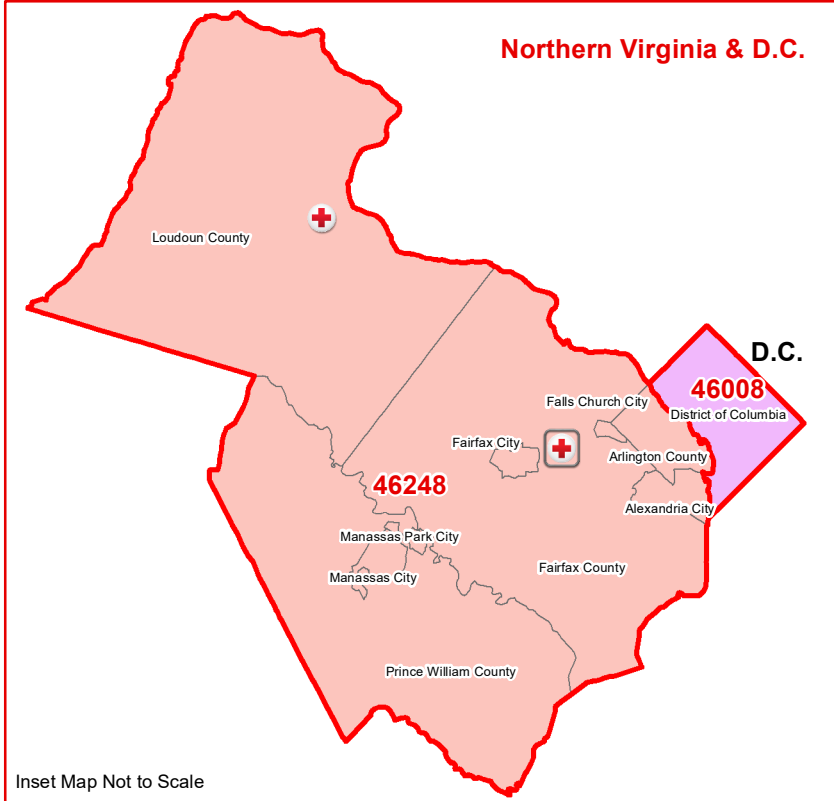 Northern Virginia & D.C.
Loudoun County
D.C.
46008
District of Columbia
Falls Church City
Fairfax City
Arlington County
46248
Alexandria City
Manassas Park City
Fairfax County
Manassas City
Prince William County
Inset Map Not to Scale